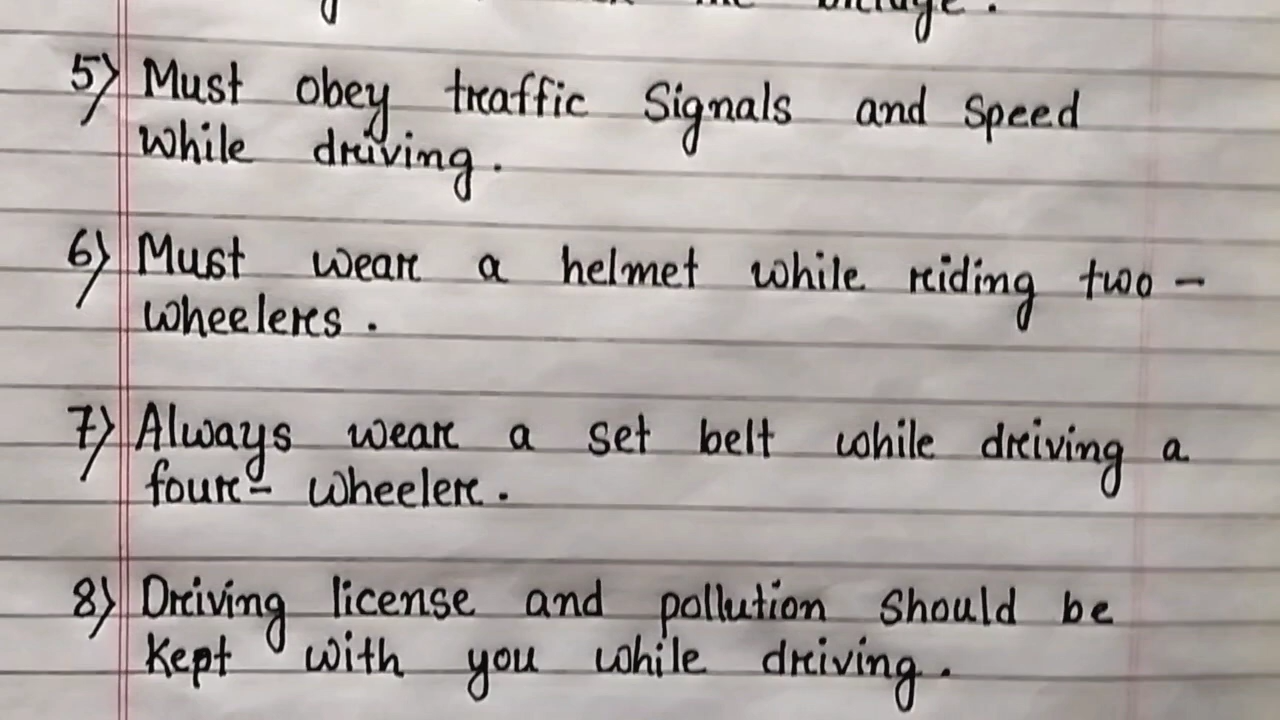 5) Must obey traffic Signals and Speed
while driving.
6) Must wear a helmet while riding two-
wheelers.
7) Always wear a set belt while driving a
four- wheeler.
8) Driving license and pollution should be
kept with you while driving.